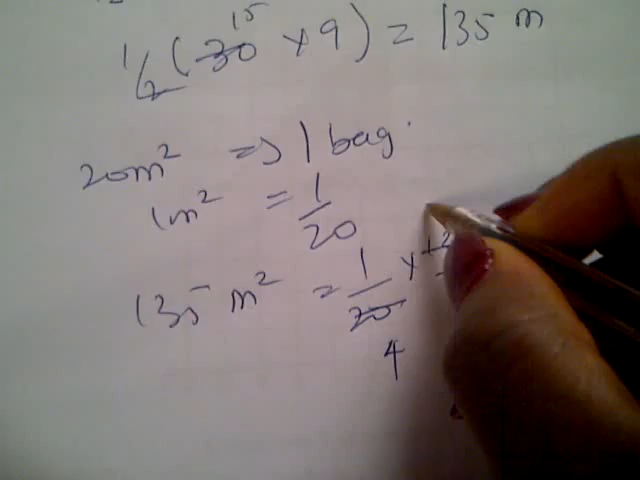 15
1/2 (30 × 9) = 135 m
20m² => 1 bag.
1m² = 1/20
135 m² = 1/20 ×
4